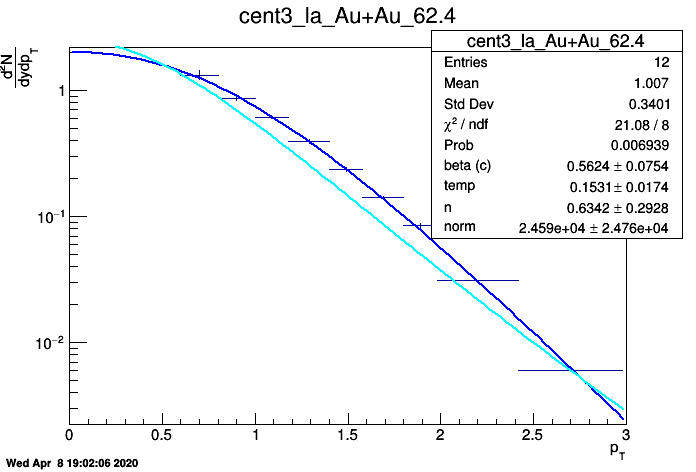 cent3_la_Au+Au_62.4
cent3_la_Au+Au_62.4
Entries 12
Mean 1.007
Std Dev 0.3401
χ² / ndf 21.08 / 8
Prob 0.006939
beta (c) 0.5624 ± 0.0754
temp 0.1531 ± 0.0174
n 0.6342 ± 0.2928
norm 2.459e+04 ± 2.476e+04
d²N
dydp_T
1
10⁻¹
10⁻²
0 0.5 1 1.5 2 2.5 3
p_T
Wed Apr 8 19:02:06 2020